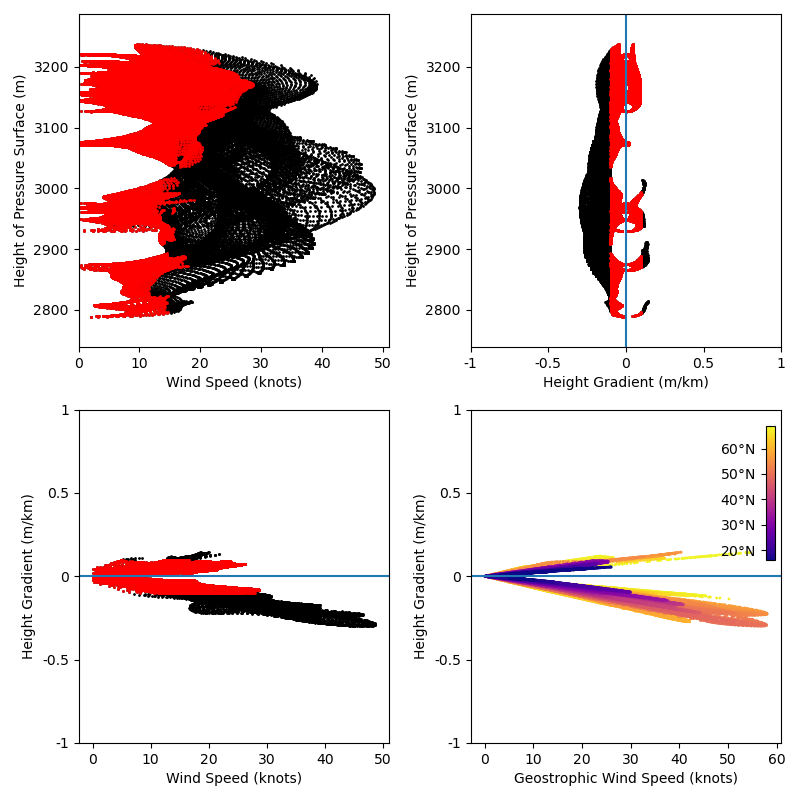 3200
3100
3000
2900
2800
Height of Pressure Surface (m)
0 10 20 30 40 50
Wind Speed (knots)
3200
3100
3000
2900
2800
Height of Pressure Surface (m)
-1 -0.5 0 0.5 1
Height Gradient (m/km)
1
0.5
0
-0.5
-1
Height Gradient (m/km)
0 10 20 30 40 50
Wind Speed (knots)
1
0.5
0
-0.5
-1
Height Gradient (m/km)
60°N
50°N
40°N
30°N
20°N
0 10 20 30 40 50 60
Geostrophic Wind Speed (knots)